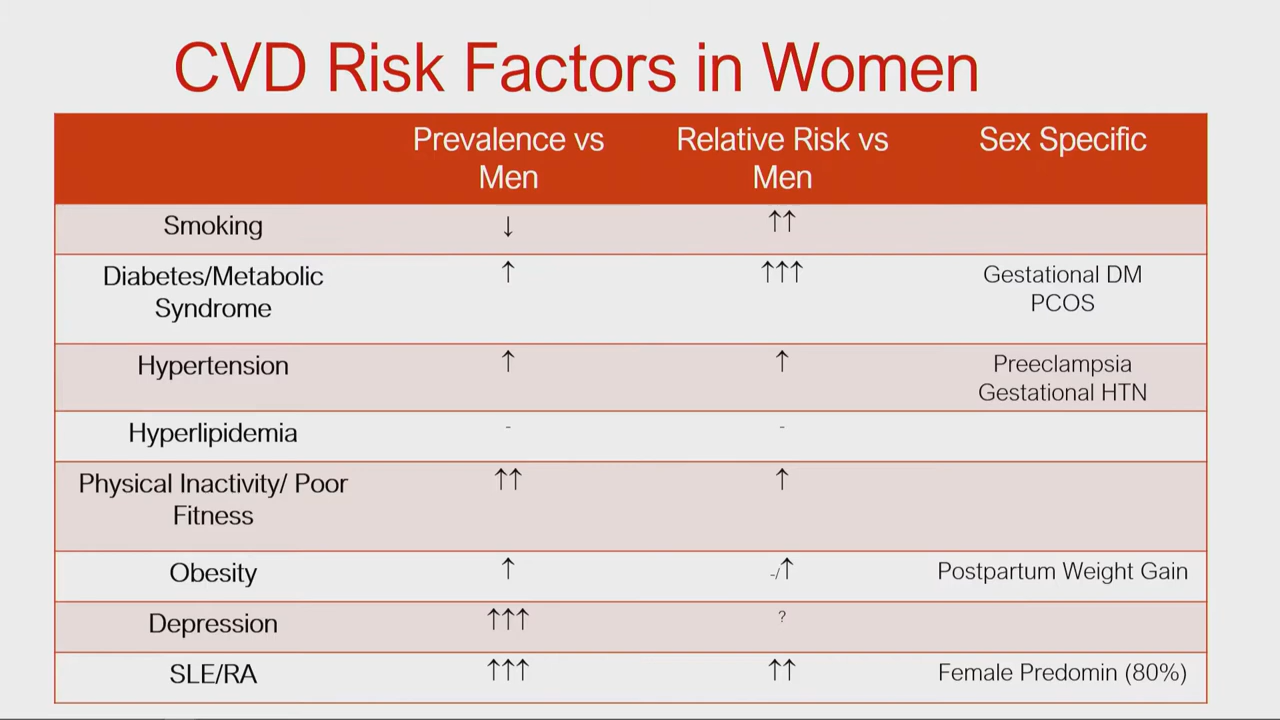 CVD Risk Factors in Women
Prevalence vs Men Relative Risk vs Men Sex Specific
Smoking ↓ ↑↑
Diabetes/Metabolic Syndrome ↑ ↑↑↑ Gestational DM PCOS
Hypertension ↑ ↑ Preeclampsia Gestational HTN
Hyperlipidemia - -
Physical Inactivity/ Poor Fitness ↑↑ ↑
Obesity ↑ -/↑ Postpartum Weight Gain
Depression ↑↑↑ ?
SLE/RA ↑↑↑ ↑↑ Female Predomin (80%)